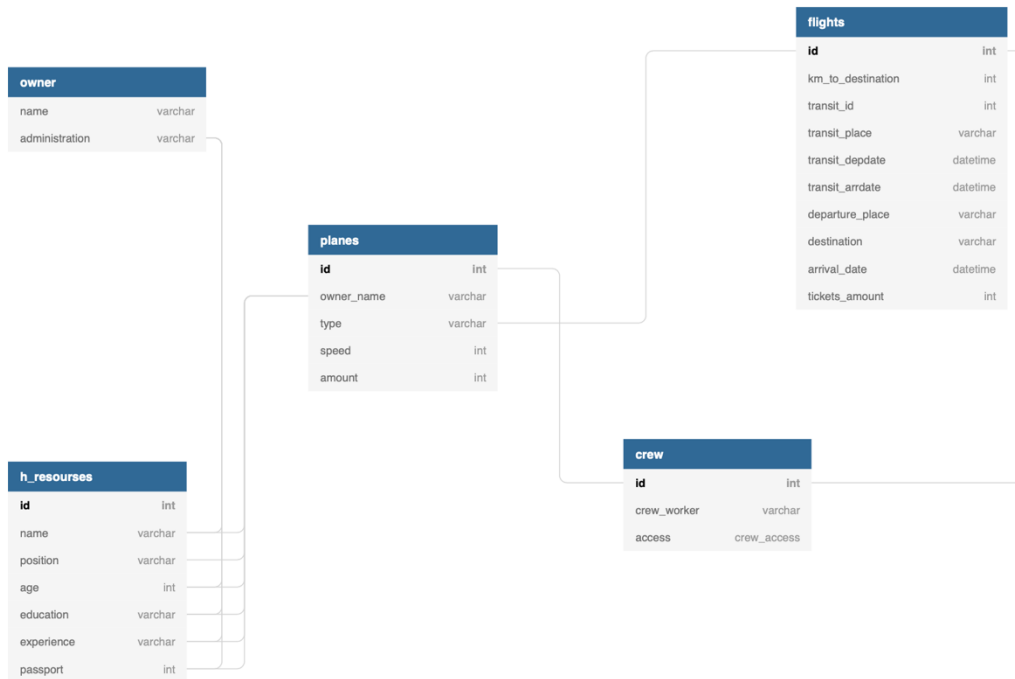 flights
id int
km_to_destination int
transit_id int
transit_place varchar
transit_depdate datetime
transit_arrdate datetime
departure_place varchar
destination varchar
arrival_date datetime
tickets_amount int
owner
name varchar
administration varchar
planes
id int
owner_name varchar
type varchar
speed int
amount int
crew
id int
crew_worker varchar
access crew_access
h_resourses
id int
name varchar
position varchar
age int
education varchar
experience varchar
passport int